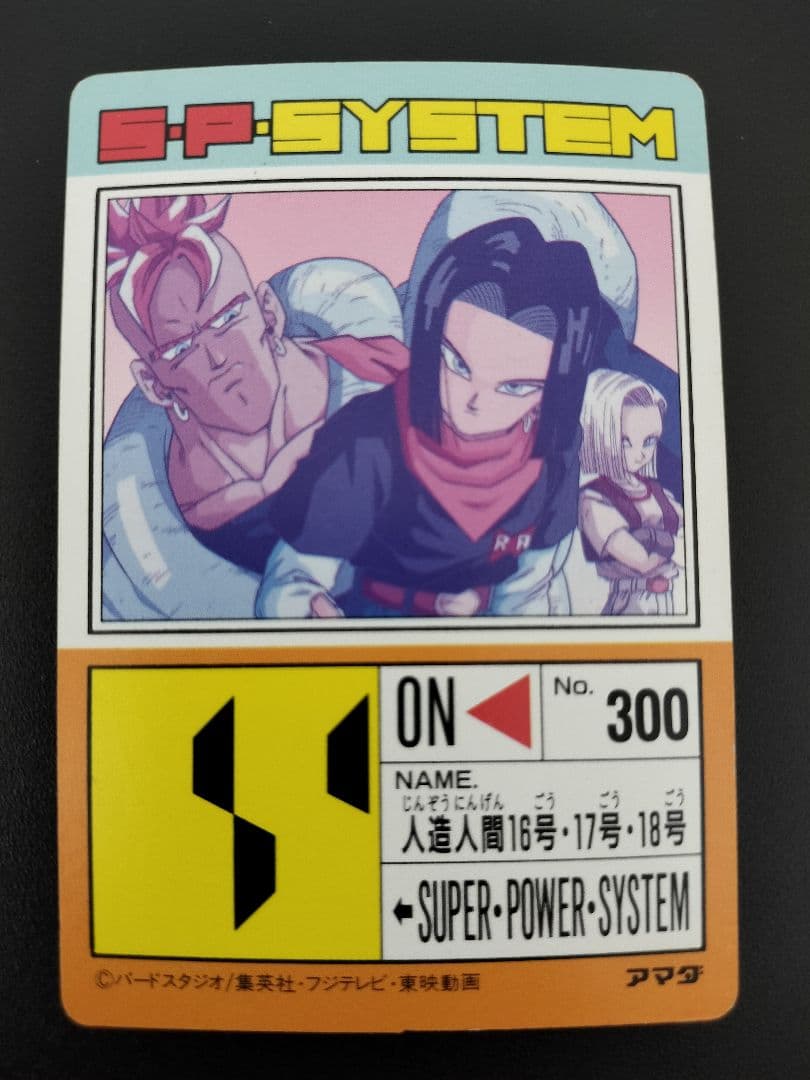 S・P・SYSTEM
RR
ON
No. 300
NAME.
じんぞうにんげん ごう ごう ごう
人造人間16号・17号・18号
←SUPER・POWER・SYSTEM
©バードスタジオ/集英社・フジテレビ・東映動画
アマダ